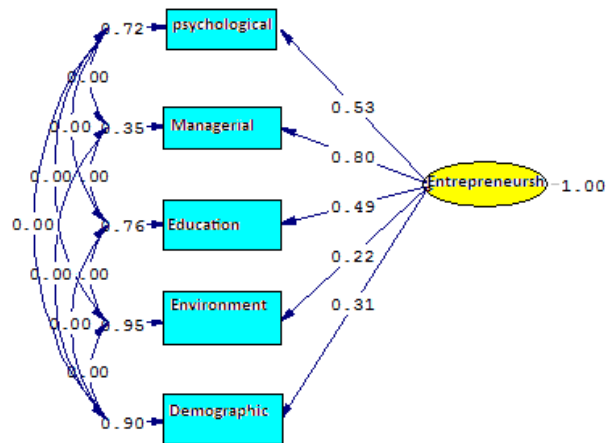 0.72 psychological
0.00
0.53
0.00 0.35 Managerial
0.80
0.00 .00
Entrepreneursh 1.00
0.49
0.00 0.76 Education
0.22
0.00 .00
Environment
0.31
0.00 0.95
0.00
0.90 Demographic